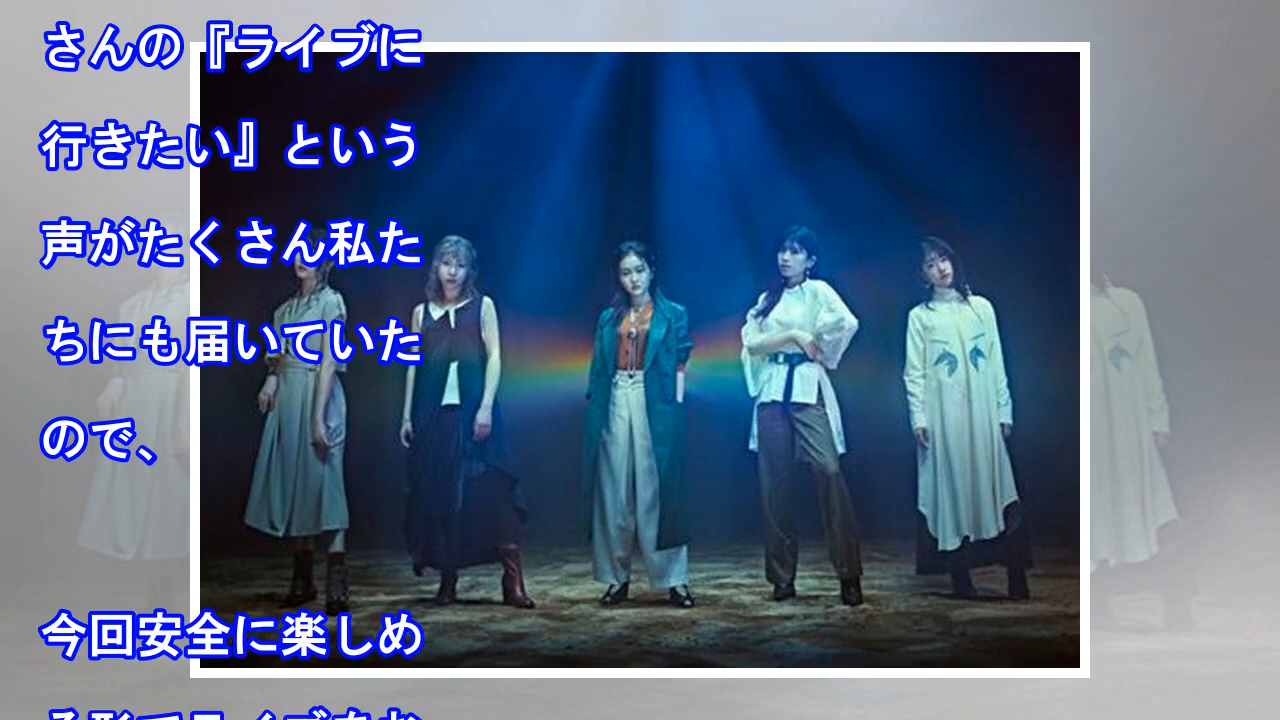 さんの『ライブに
行きたい』という
声がたくさん私た
ちにも届いていた
ので、
今回安全に楽しめ